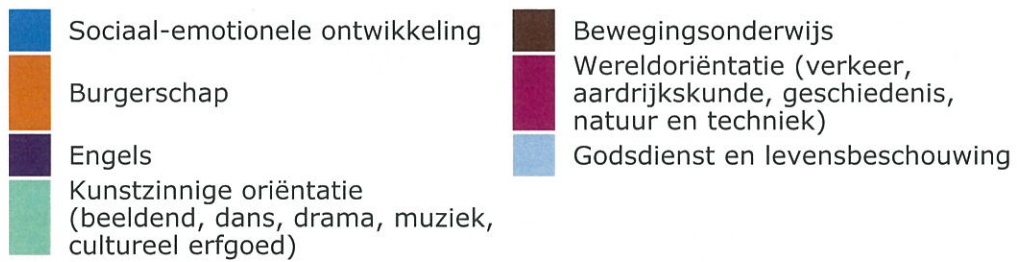 Sociaal-emotionele ontwikkeling
Burgerschap
Engels
Kunstzinnige oriëntatie
(beeldend, dans, drama, muziek,
cultureel erfgoed)
Bewegingsonderwijs
Wereldoriëntatie (verkeer,
aardrijkskunde, geschiedenis,
natuur en techniek)
Godsdienst en levensbeschouwing